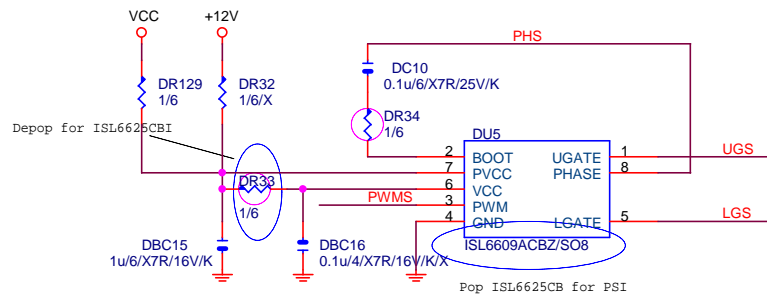 VCC
+12V
PHS
DR129
1/6
DR32
1/6/X
DC10
0.1u/6/X7R/25V/K
DR34
1/6
Depop for ISL6625CBI
DU5
2
BOOT
UGATE
1
UGS
7
PVCC
PHASE
8
DR33
1/6
6
VCC
PWMS
3
PWM
4
GND
LGATE
5
LGS
DBC15
1u/6/X7R/16V/K
DBC16
0.1u/4/X7R/16V/K/X
ISL6609ACBZ/SO8
Pop ISL6625CB for PSI